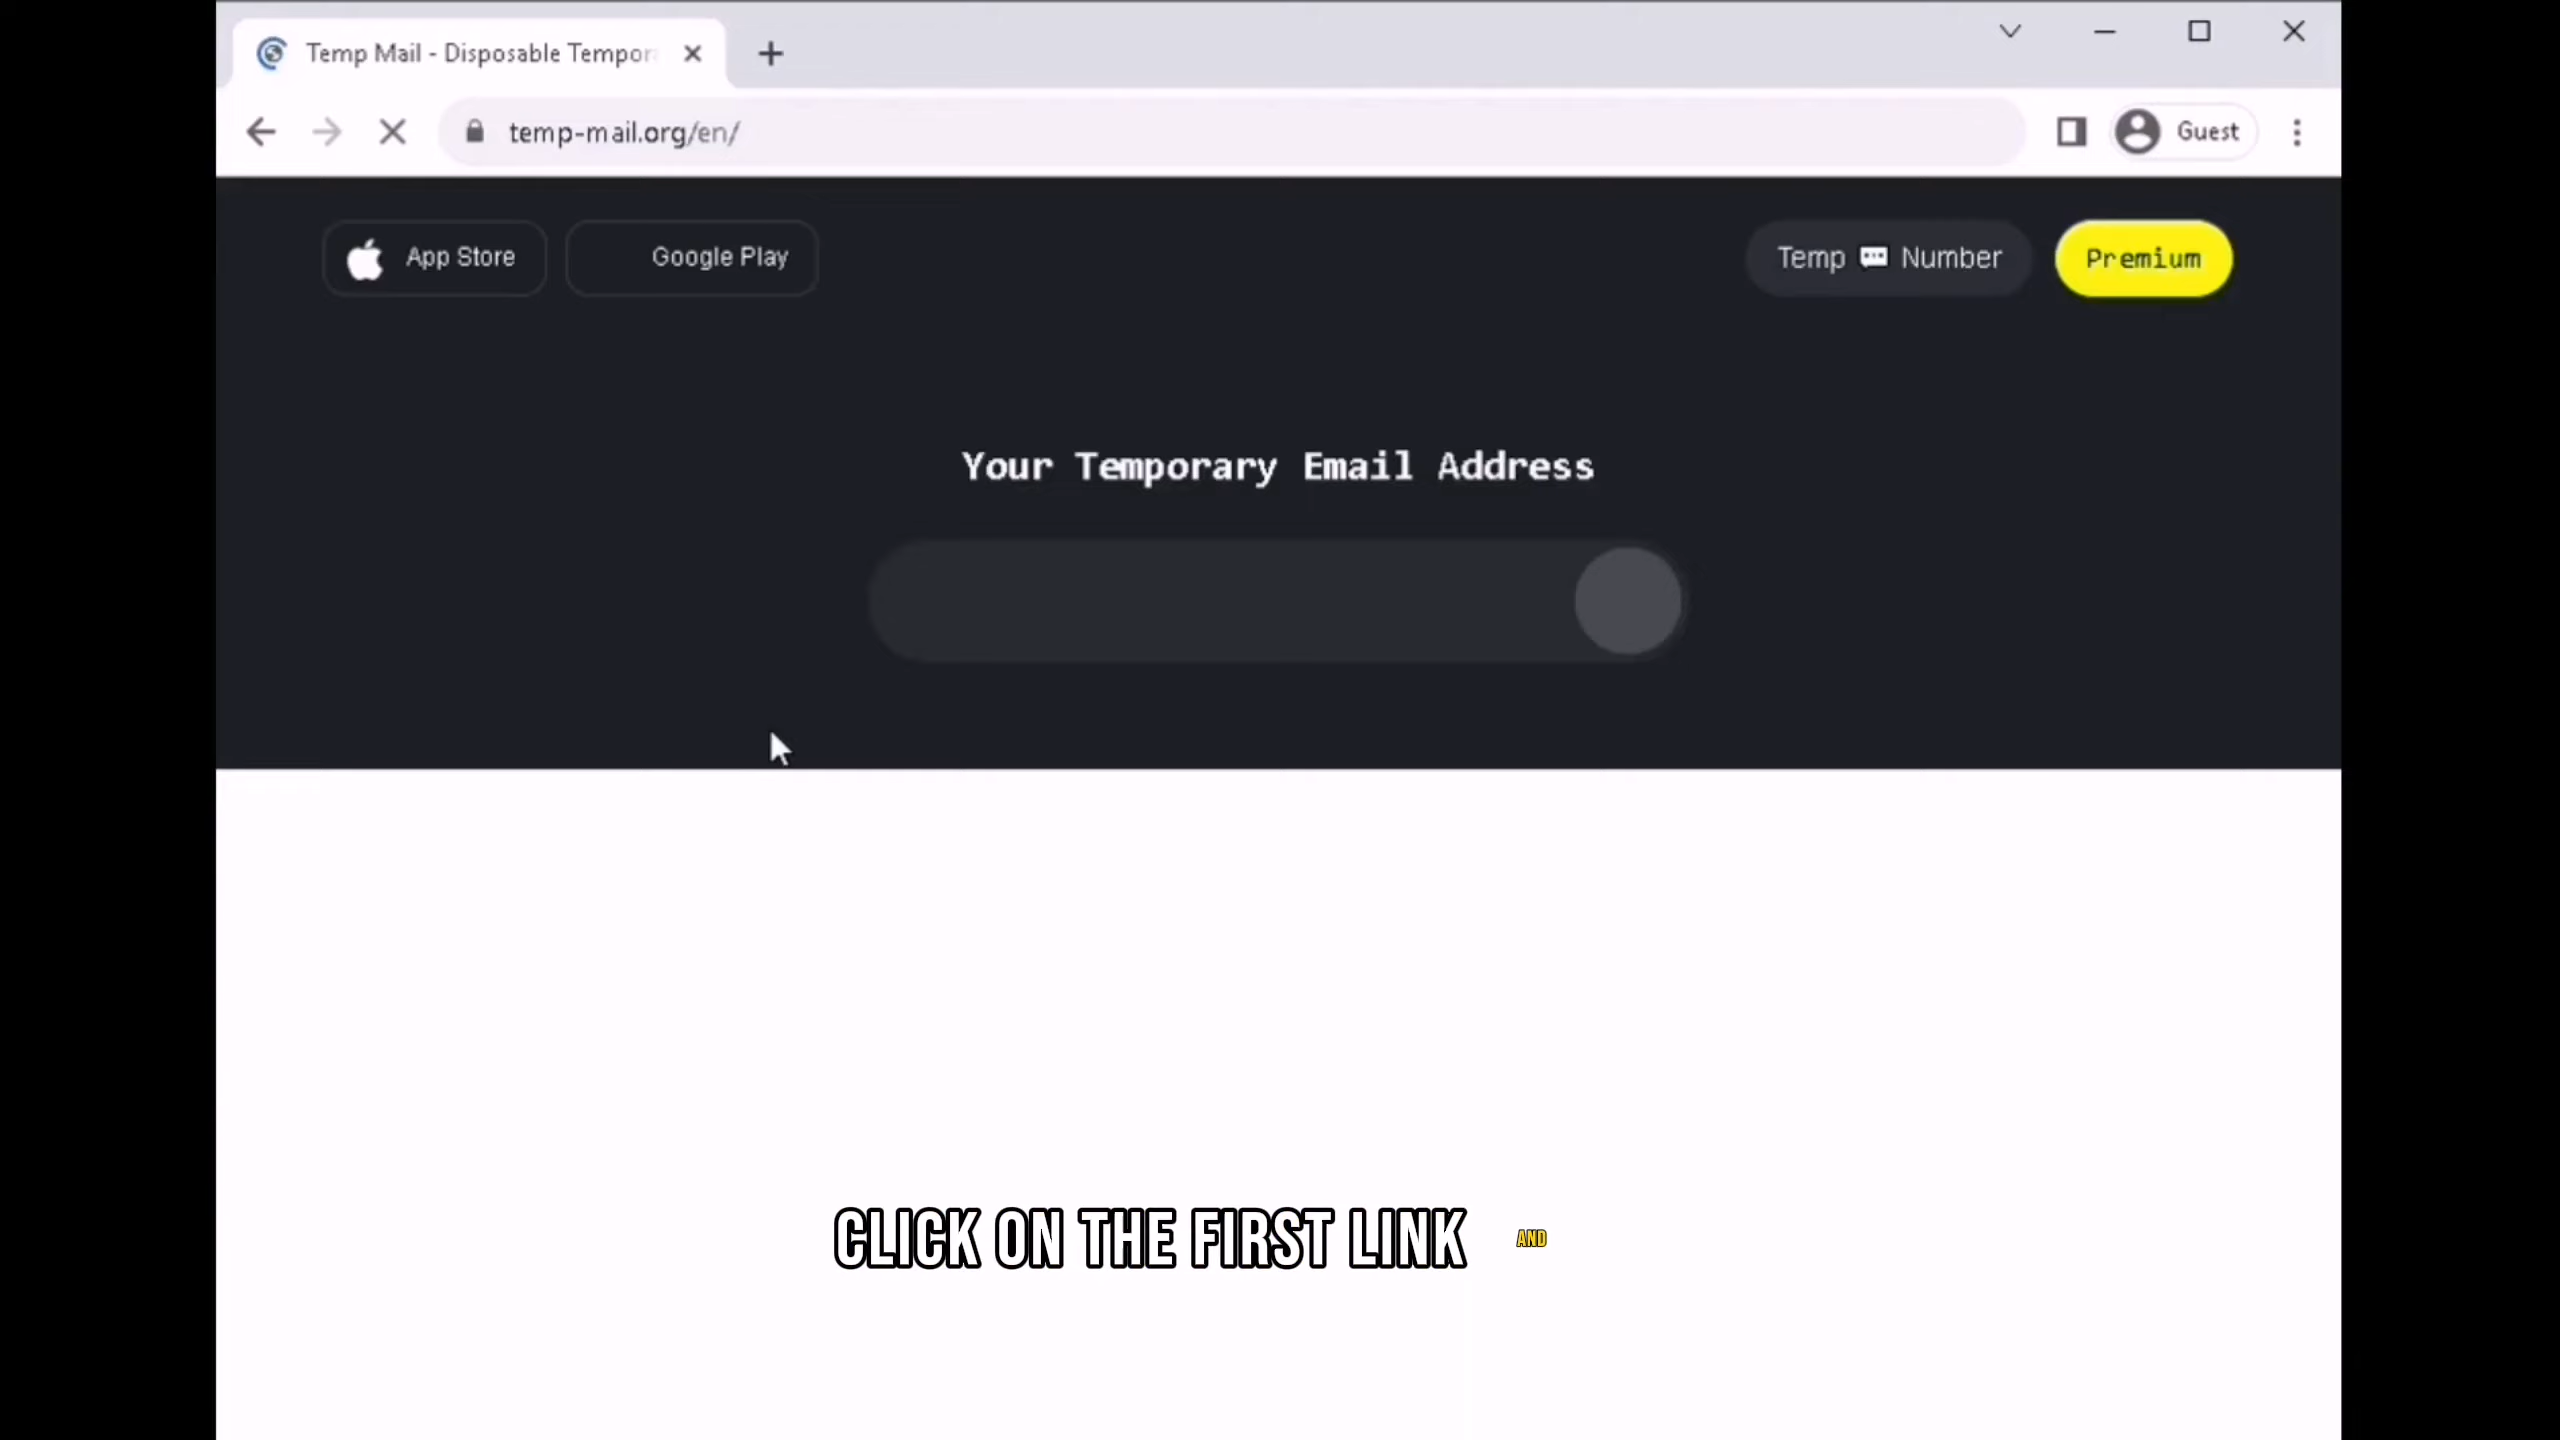 Temp Mail - Disposable Tempor
temp-mail.org/en/
Guest
App Store
Google Play
Temp Number
Premium
Your Temporary Email Address
CLICK ON THE FIRST LINK AND